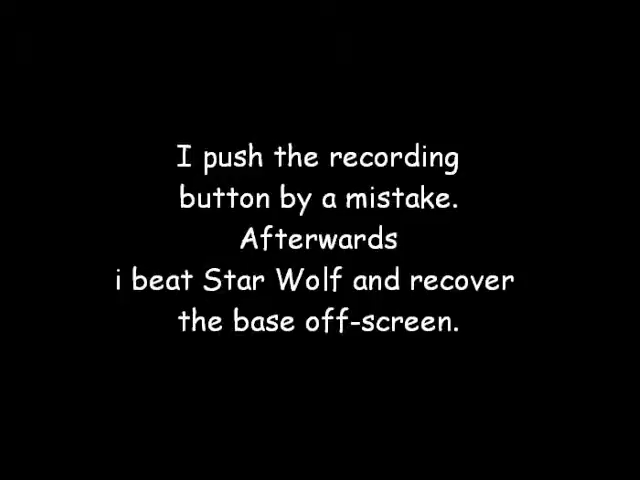 I push the recording
button by a mistake.
Afterwards
i beat Star Wolf and recover
the base off-screen.